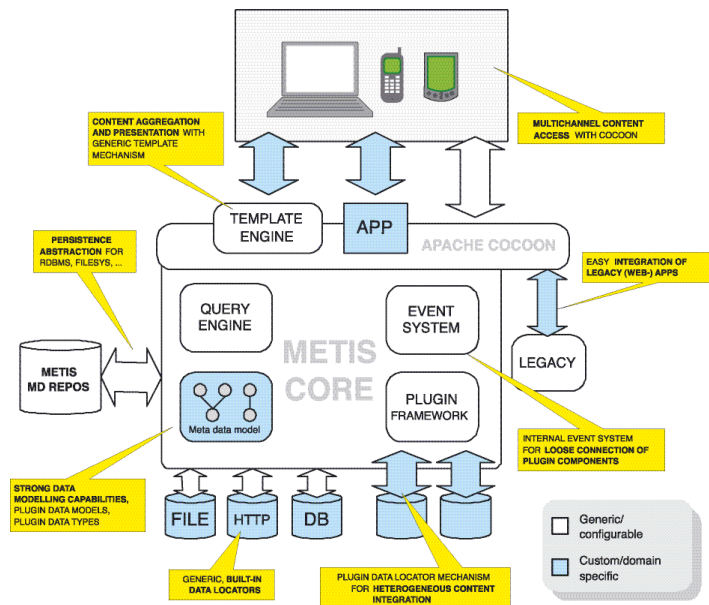 CONTENT AGGREGATION
AND PRESENTATION WITH
GENERIC TEMPLATE
MECHANISM
MULTICHANNEL CONTENT
ACCESS WITH COCOON
TEMPLATE
ENGINE
APP
APACHE COCOON
PERSISTENCE
ABSTRACTION FOR
RDBMS, FILESYS, ...
EASY INTEGRATION OF
LEGACY (WEB-) APPS
QUERY
ENGINE
EVENT
SYSTEM
METIS
CORE
METIS
MD REPOS
LEGACY
Meta data model
PLUGIN
FRAMEWORK
INTERNAL EVENT SYSTEM
FOR LOOSE CONNECTION OF
PLUGIN COMPONENTS
STRONG DATA
MODELLING CAPABILITIES,
PLUGIN DATA MODELS,
PLUGIN DATA TYPES
FILE
HTTP
DB
GENERIC, BUILT-IN
DATA LOCATORS
PLUGIN DATA LOCATOR MECHANISM
FOR HETEROGENEOUS CONTENT
INTEGRATION
Generic/
configurable
Custom/domain
specific